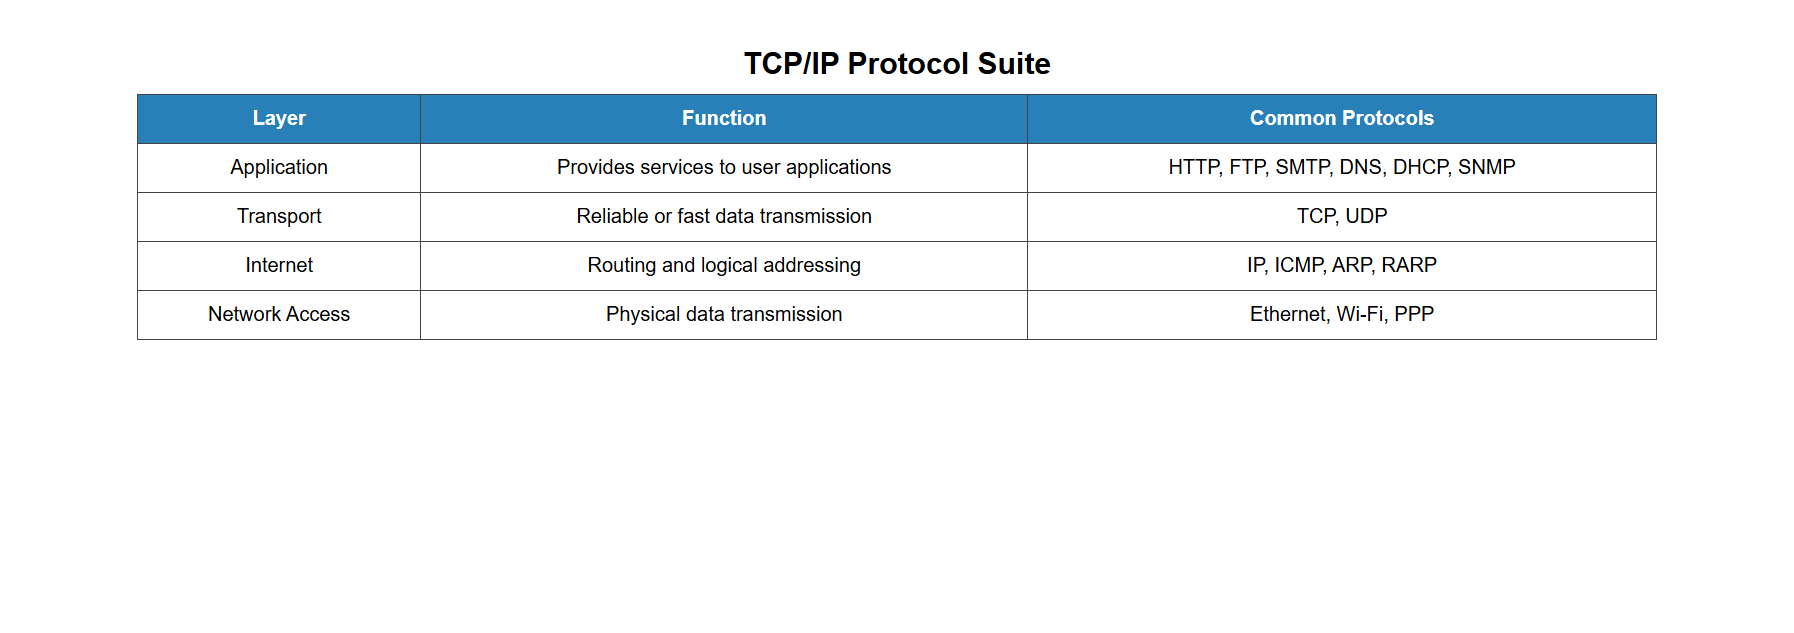 TCP/IP Protocol Suite
Layer Function Common Protocols
Application Provides services to user applications HTTP, FTP, SMTP, DNS, DHCP, SNMP
Transport Reliable or fast data transmission TCP, UDP
Internet Routing and logical addressing IP, ICMP, ARP, RARP
Network Access Physical data transmission Ethernet, Wi-Fi, PPP